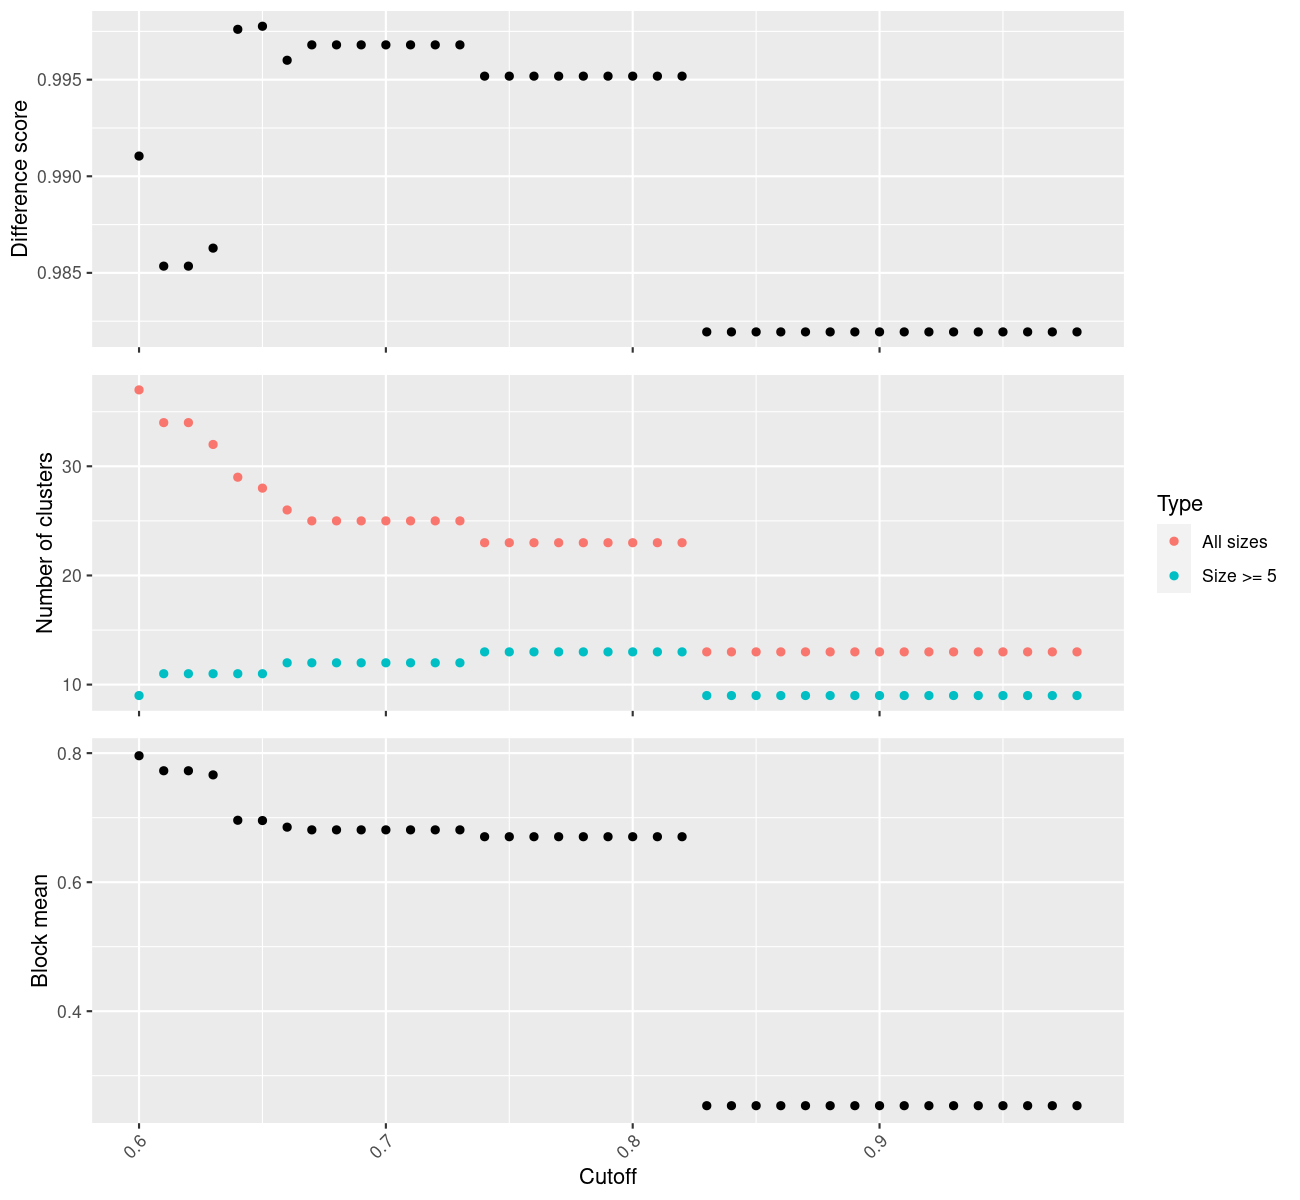 Difference score
0.995
0.990
0.985
Number of clusters
30
20
10
Type
All sizes
Size >= 5
Block mean
0.8
0.6
0.4
0.6
0.7
0.8
0.9
Cutoff